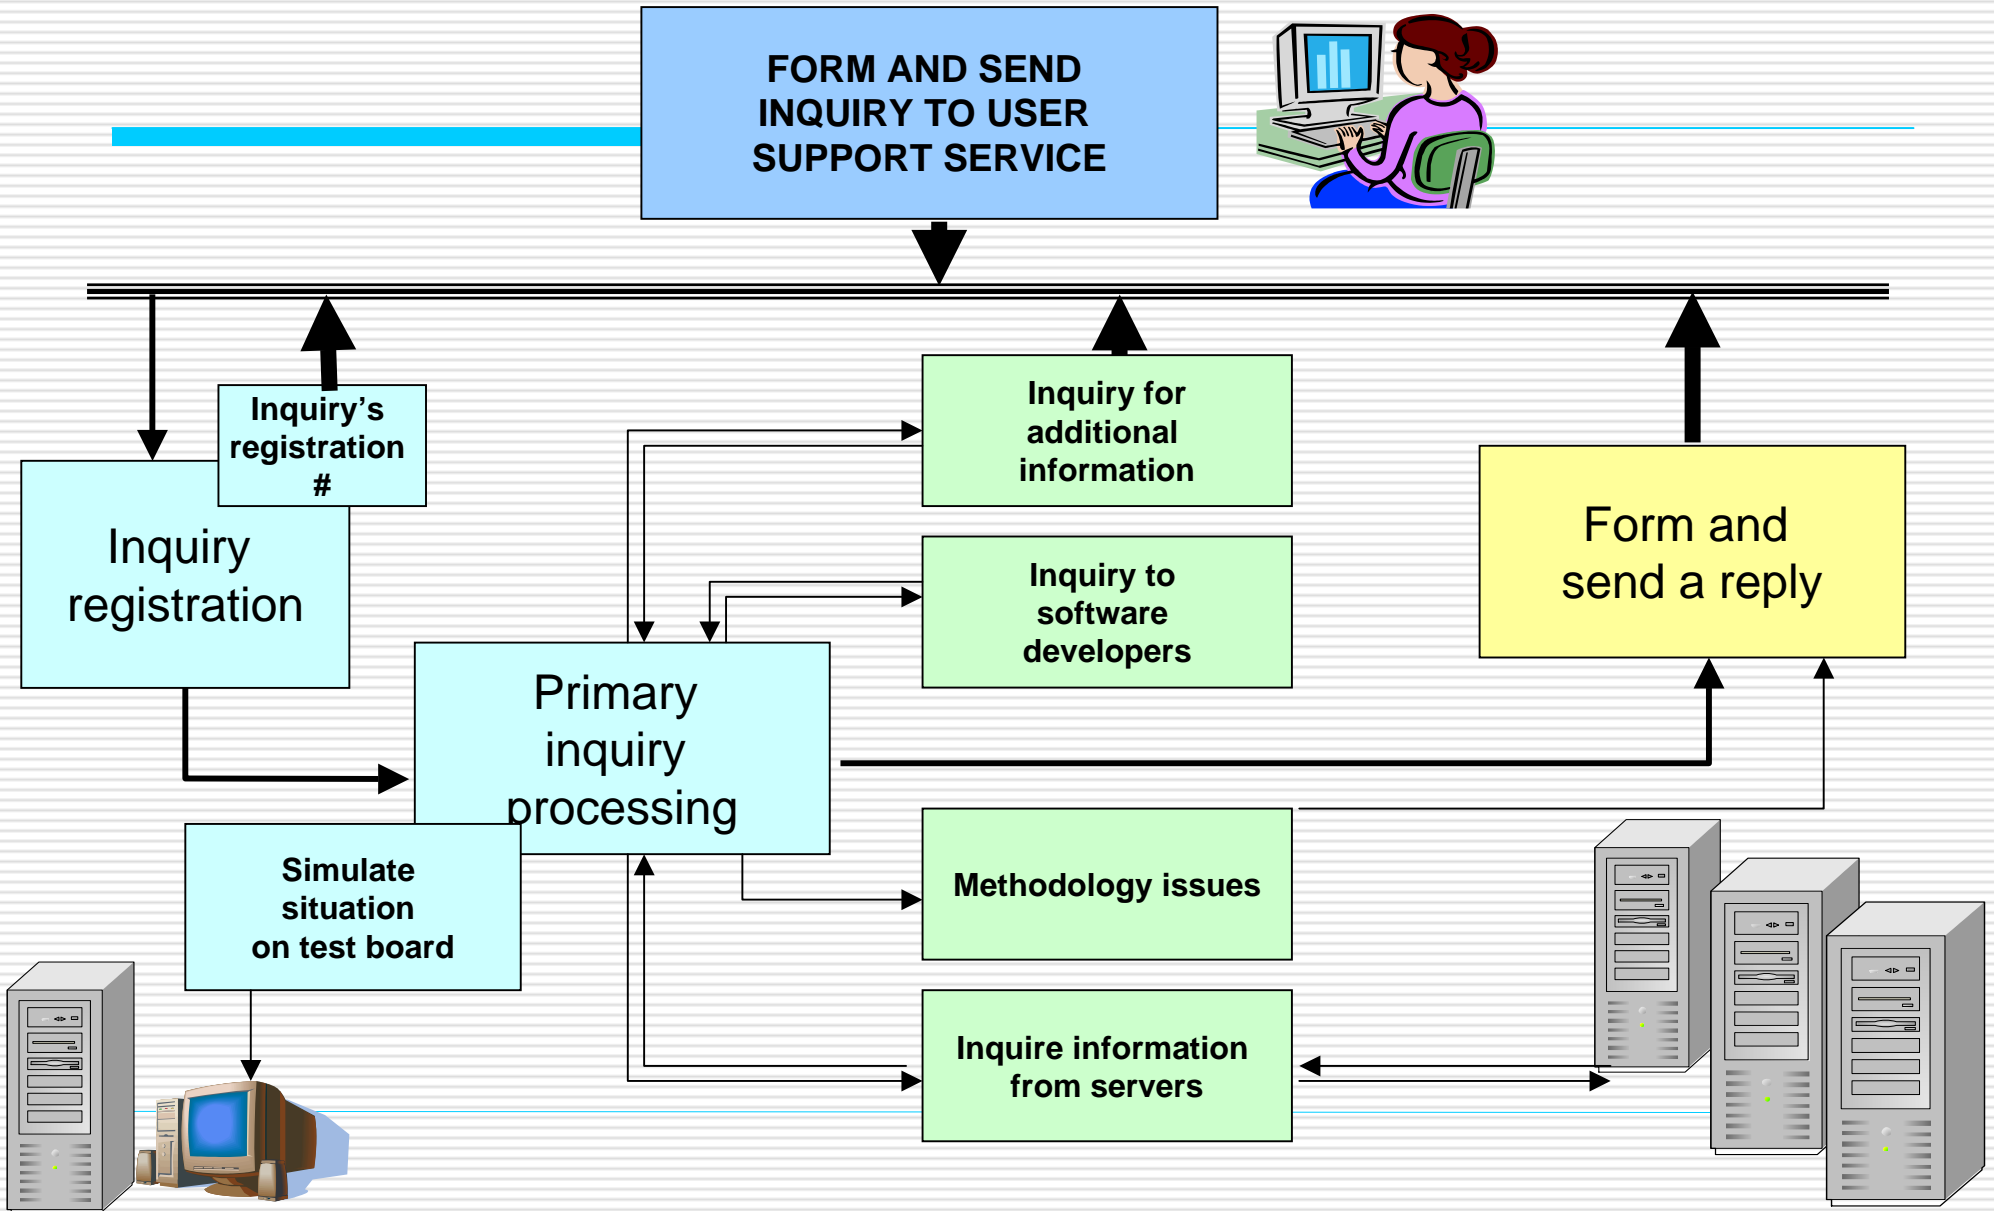 FORM AND SEND
INQUIRY TO USER
SUPPORT SERVICE
Inquiry’s
registration
#
Inquiry
registration
Inquiry for
additional
information
Inquiry to
software
developers
Form and
send a reply
Primary
inquiry
processing
Simulate
situation
on test board
Methodology issues
Inquire information
from servers